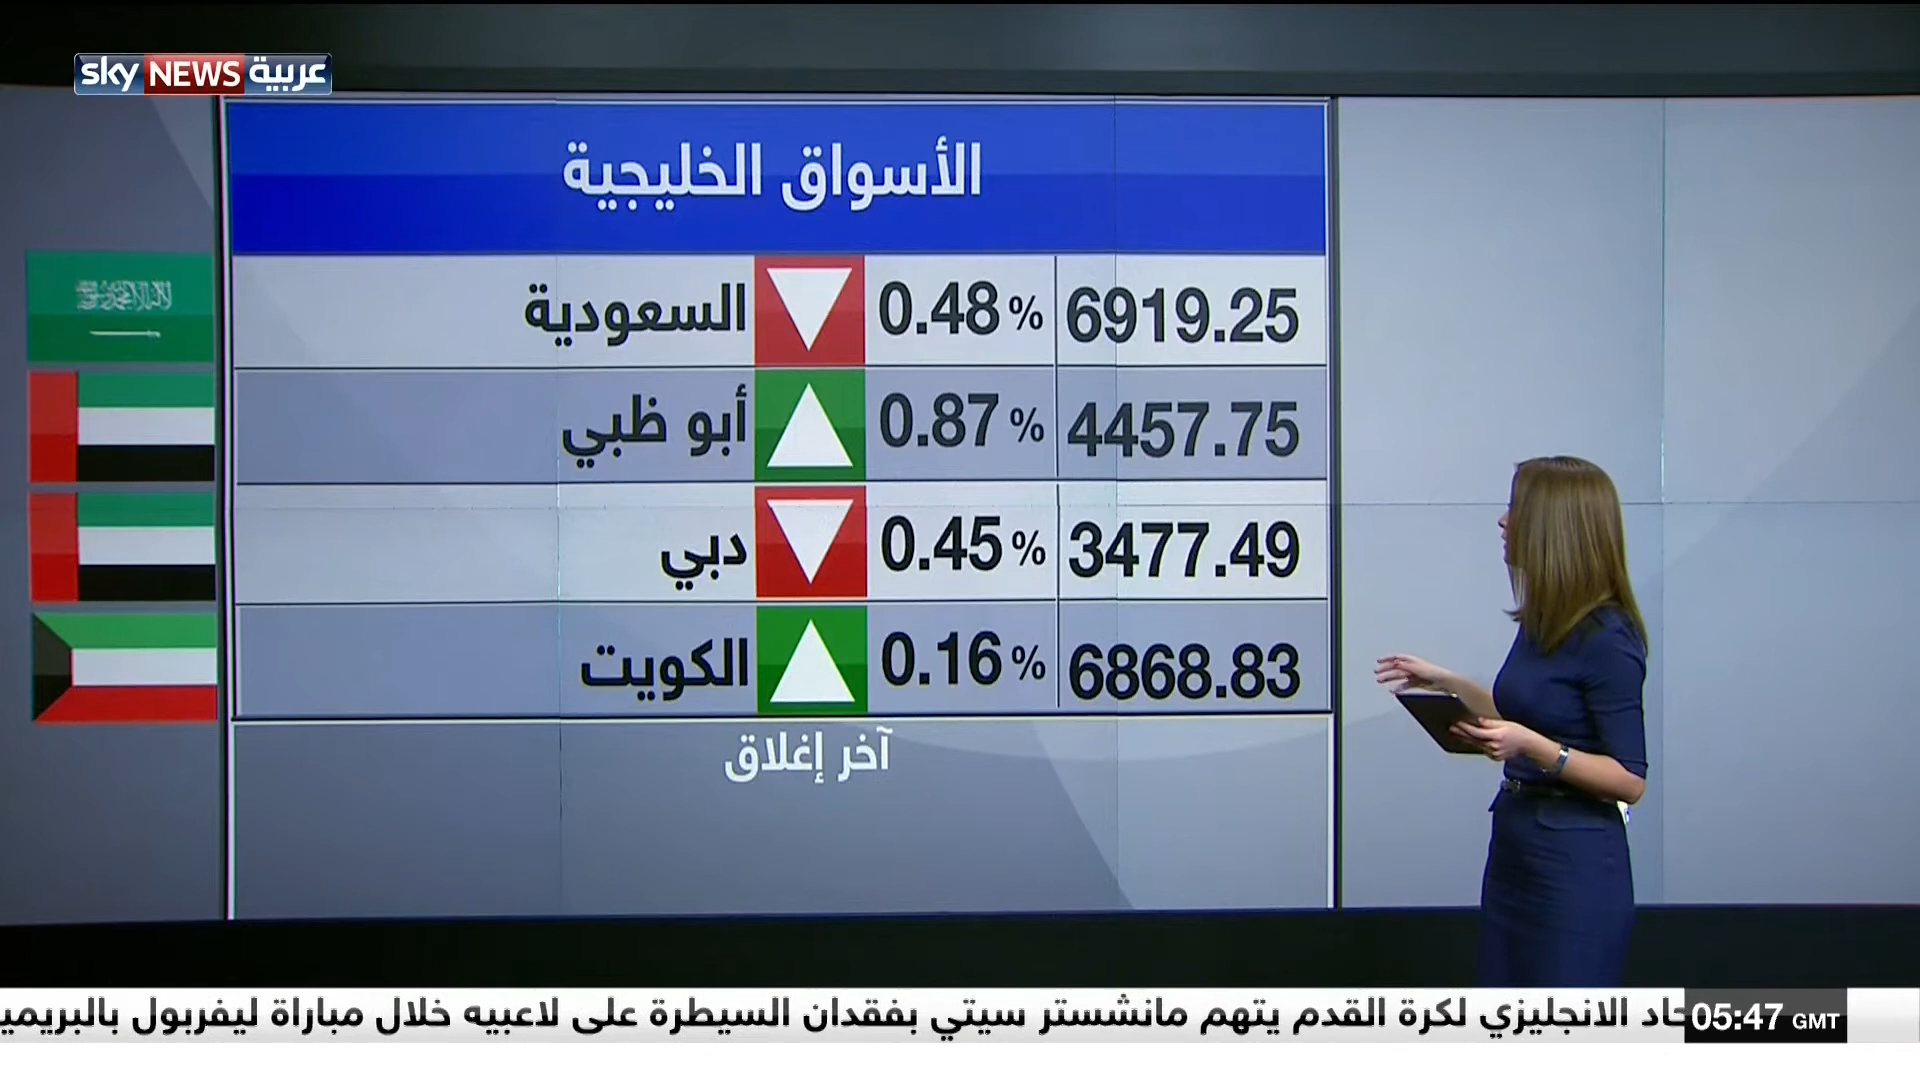 sky NEWS عربية
الأسواق الخليجية
السعودية 0.48 % 6919.25
أبو ظبي 0.87 % 4457.75
دبي 0.45 % 3477.49
الكويت 0.16 % 6868.83
آخر إغلاق
الانجليزي لكرة القدم يتهم مانشستر سيتي بفقدان السيطرة على لاعبيه خلال مباراة ليفربول
05:47 GMT